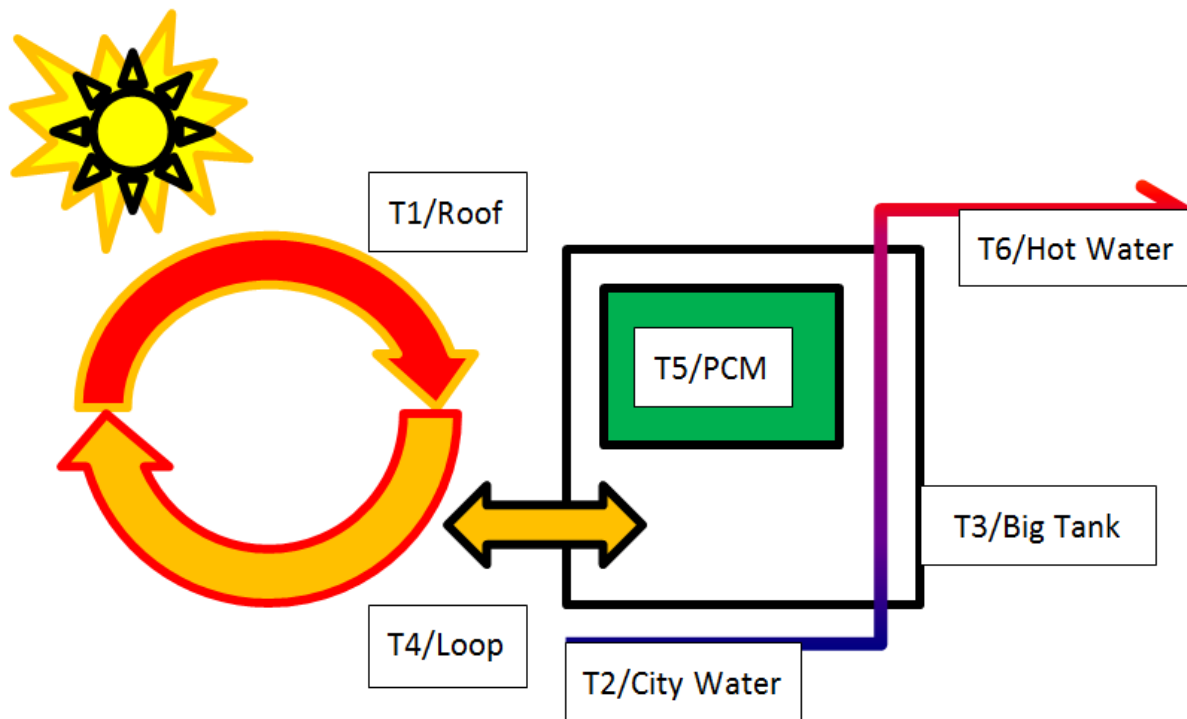 T1/Roof
T6/Hot Water
T5/PCM
T3/Big Tank
T4/Loop
T2/City Water